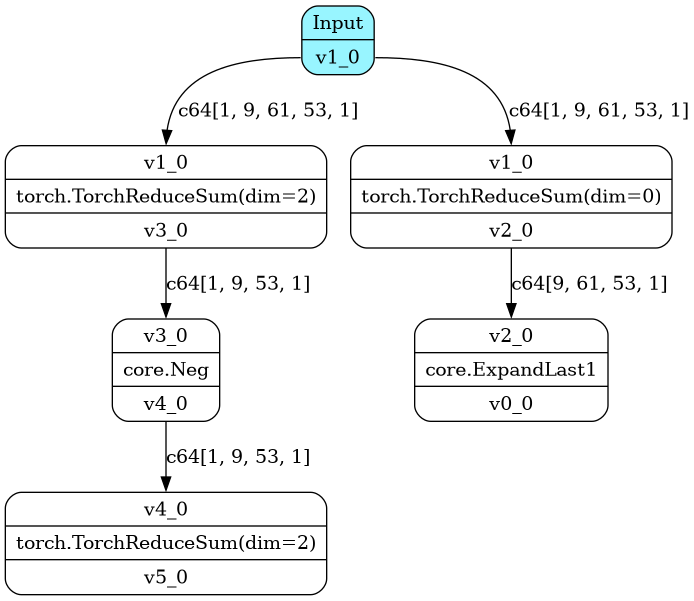 Input
v1_0
c64[1, 9, 61, 53, 1]
c64[1, 9, 61, 53, 1]
v1_0
torch.TorchReduceSum(dim=2)
v3_0
v1_0
torch.TorchReduceSum(dim=0)
v2_0
c64[1, 9, 53, 1]
c64[9, 61, 53, 1]
v3_0
core.Neg
v4_0
v2_0
core.ExpandLast1
v0_0
c64[1, 9, 53, 1]
v4_0
torch.TorchReduceSum(dim=2)
v5_0